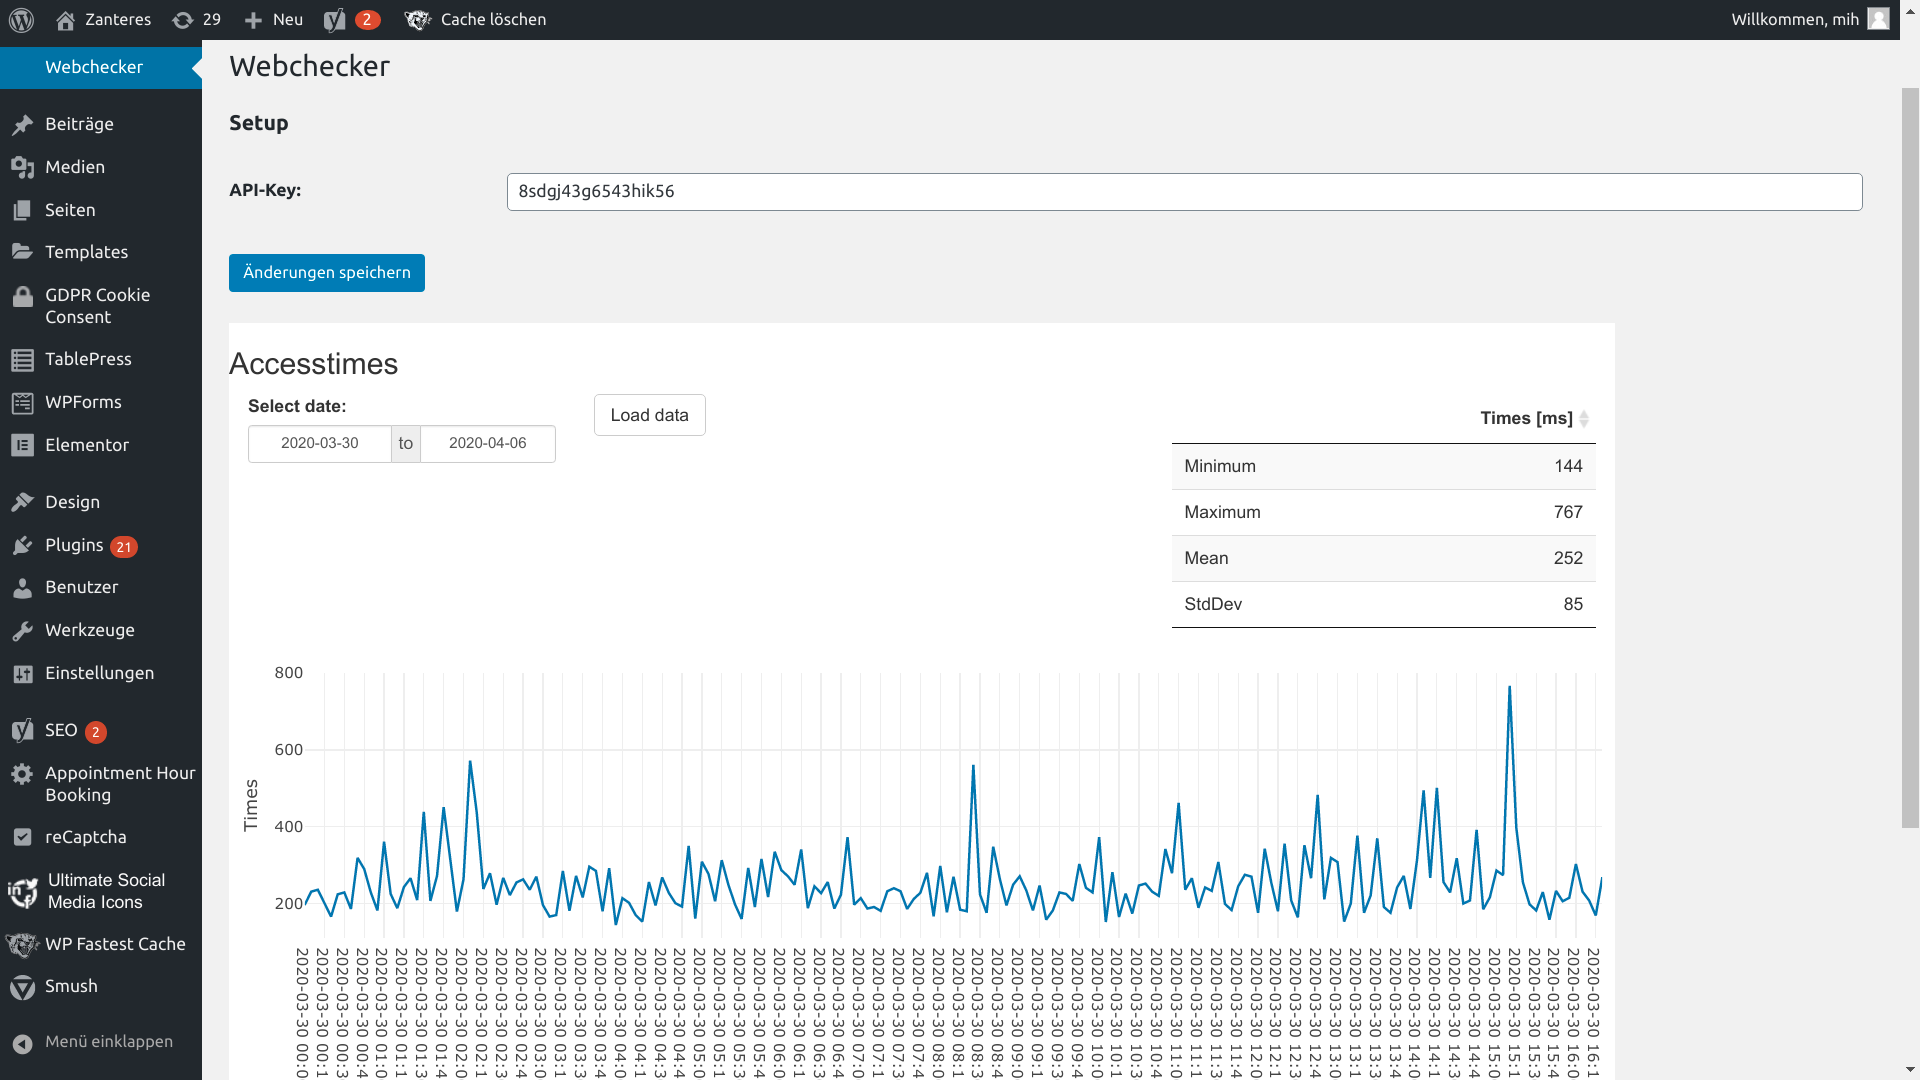 Zanteres 29 Neu 2 Cache löschen Willkommen, mih
Webchecker
Beiträge
Medien
Seiten
Templates
GDPR Cookie
Consent
TablePress
WPForms
Elementor
Design
Plugins 21
Benutzer
Werkzeuge
Einstellungen
SEO 2
Appointment Hour
Booking
reCaptcha
Ultimate Social
Media Icons
WP Fastest Cache
Smush
Menü einklappen
Webchecker
Setup
API-Key: 8sdgj43g6543hik56
Änderungen speichern
Accesstimes
Select date:
2020-03-30 to 2020-04-06
Load data
Times [ms]
Minimum 144
Maximum 767
Mean 252
StdDev 85
Times
800
600
400
200
2020-03-30 00:0
2020-03-30 00:1
2020-03-30 00:3
2020-03-30 00:4
2020-03-30 01:0
2020-03-30 01:1
2020-03-30 01:3
2020-03-30 01:4
2020-03-30 02:0
2020-03-30 02:1
2020-03-30 02:3
2020-03-30 02:4
2020-03-30 03:0
2020-03-30 03:1
2020-03-30 03:3
2020-03-30 03:4
2020-03-30 04:0
2020-03-30 04:1
2020-03-30 04:3
2020-03-30 04:4
2020-03-30 05:0
2020-03-30 05:1
2020-03-30 05:3
2020-03-30 05:4
2020-03-30 06:0
2020-03-30 06:1
2020-03-30 06:3
2020-03-30 06:4
2020-03-30 07:0
2020-03-30 07:1
2020-03-30 07:3
2020-03-30 07:4
2020-03-30 08:0
2020-03-30 08:1
2020-03-30 08:3
2020-03-30 08:4
2020-03-30 09:0
2020-03-30 09:1
2020-03-30 09:3
2020-03-30 09:4
2020-03-30 10:0
2020-03-30 10:1
2020-03-30 10:3
2020-03-30 10:4
2020-03-30 11:0
2020-03-30 11:1
2020-03-30 11:3
2020-03-30 11:4
2020-03-30 12:0
2020-03-30 12:1
2020-03-30 12:3
2020-03-30 12:4
2020-03-30 13:0
2020-03-30 13:1
2020-03-30 13:3
2020-03-30 13:4
2020-03-30 14:0
2020-03-30 14:1
2020-03-30 14:3
2020-03-30 14:4
2020-03-30 15:0
2020-03-30 15:1
2020-03-30 15:3
2020-03-30 15:4
2020-03-30 16:0
2020-03-30 16:1